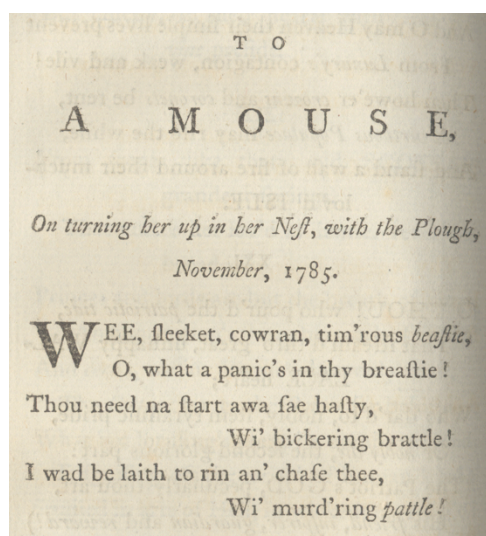 TO
A MOUSE,
On turning her up in her Neſt, with the Plough,
November, 1785.
WEE, ſleeket, cowran, tim'rous beaſtie,
O, what a panic's in thy breaſtie!
Thou need na ſtart awa ſae haſty,
Wi' bickering brattle!
I wad be laith to rin an' chaſe thee,
Wi' murd'ring pattle!